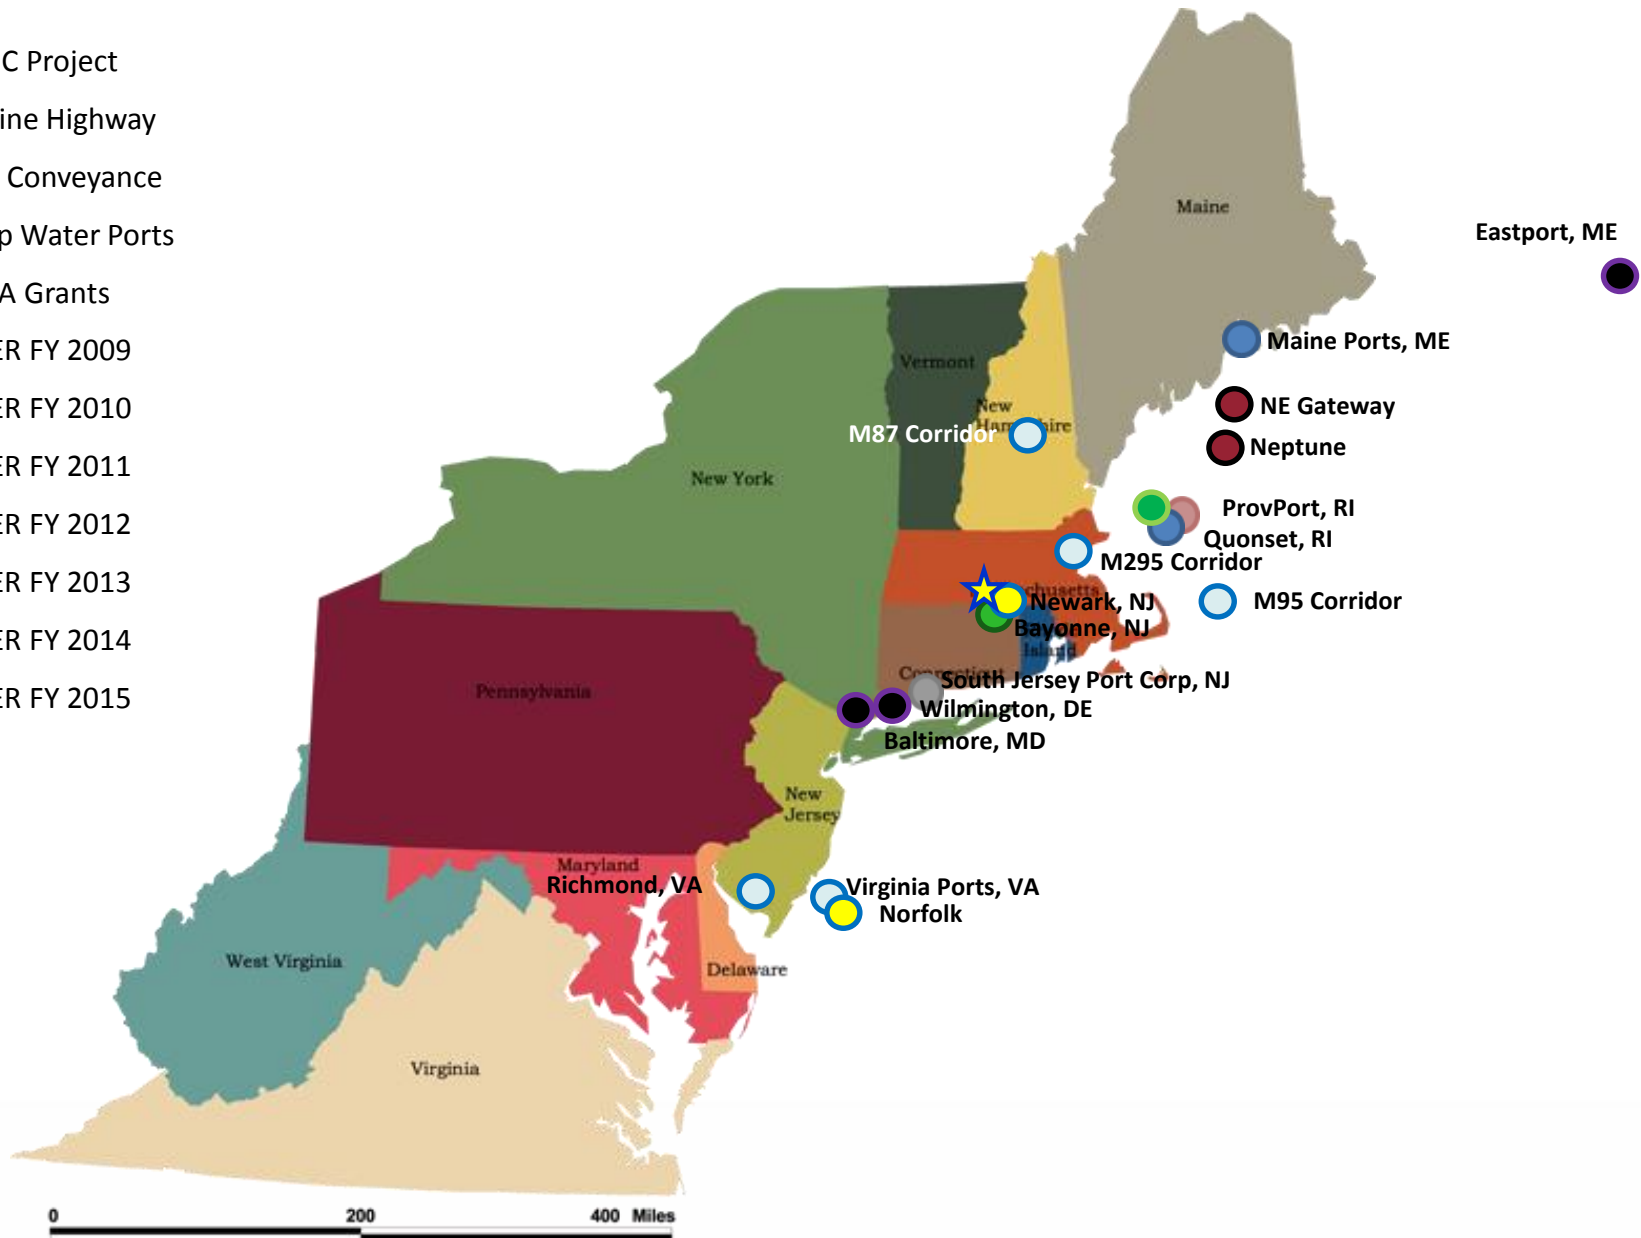 C Project
ine Highway
Conveyance
p Water Ports
A Grants
ER FY 2009
ER FY 2010
ER FY 2011
ER FY 2012
ER FY 2013
ER FY 2014
ER FY 2015
Maine
Eastport, ME
Maine Ports, ME
Vermont
NE Gateway
New
M87 Corridor
Neptune
New York
ProvPort, RI
Quonset, RI
M295 Corridor
Newark, NJ
M95 Corridor
Bayonne, NJ
Island
Pennsylvania
South Jersey Port Corp, NJ
Wilmington, DE
Baltimore, MD
New
Jersey
Maryland
Richmond, VA
Virginia Ports, VA
Norfolk
West Virginia
Delaware
Virginia
0 200 400 Miles